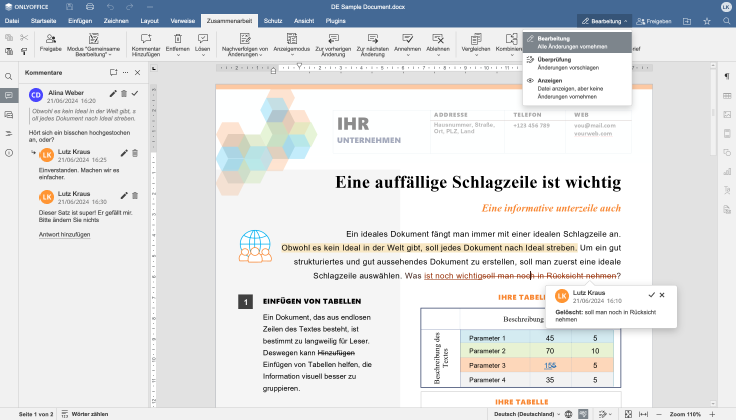 ONLYOFFICE
DE Sample Document.docx
LK
Datei Startseite Einfügen Zeichnen Layout Verweise Zusammenarbeit Schutz Ansicht Plugins
Bearbeitung
Freigeben
Freigabe
Modus "Gemeinsame Bearbeitung"
Kommentar Hinzufügen
Entfernen
Lösen
Nachverfolgen von Änderungen
Anzeigemodus
Zur vorherigen Änderung
Zur nächsten Änderung
Annehmen
Ablehnen
Vergleichen
Bearbeitung
Alle Änderungen vornehmen
Überprüfung
Änderungen vorschlagen
Anzeigen
Datei anzeigen, aber keine Änderungen vornehmen
Kommentare
CD Alina Weber
21/06/2024 16:20
Obwohl es kein Ideal in der Welt gibt, s
oll jedes Dokument nach Ideal streben.
Hört sich ein bisschen hochgestochen
an, oder?
LK Lutz Kraus
21/06/2024 16:25
Einverstanden. Machen wir es
einfacher.
LK Lutz Kraus
21/06/2024 16:30
Dieser Satz ist super! Er gefällt mir.
Bitte ändern Sie nichts
Antwort hinzufügen
IHR
UNTERNEHMEN
ADRESSE
Hausnummer, Straße,
Ort, PLZ, Land
TELEFON
+123 456 789
WEB
you@mail.com
yourweb.com
Eine auffällige Schlagzeile ist wichtig
Eine informative unterzeile auch
Ein ideales Dokument fängt man immer mit einer idealen Schlagzeile an.
Obwohl es kein Ideal in der Welt gibt, soll jedes Dokument nach Ideal streben. Um ein gut
strukturiertes und gut aussehendes Dokument zu erstellen, soll man zuerst eine ideale
Schlagzeile auswählen. Was ist noch wichtigsoll man noch in Rücksicht nehmen?
1 EINFÜGEN VON TABELLEN
Ein Dokument, das aus endlosen
Zeilen des Textes besteht, ist
bestimmt zu langweilig für Leser.
Deswegen kann Hinzufügen
Einfügen von Tabellen helfen, die
Information visuell besser zu
gruppieren.
IHRE TABELL
Beschreibung
Beschreibung des Textes
Parameter 1 45 5
Parameter 2 70 10
Parameter 3 155 5
Parameter 4 35 5
IHRE TABELLE
LK Lutz Kraus
21/06/2024 16:10
Gelöscht: soll man noch in Rücksicht
nehmen
Seite 1 von 2
Wörter zählen
Deutsch (Deutschland)
Zoom 110%